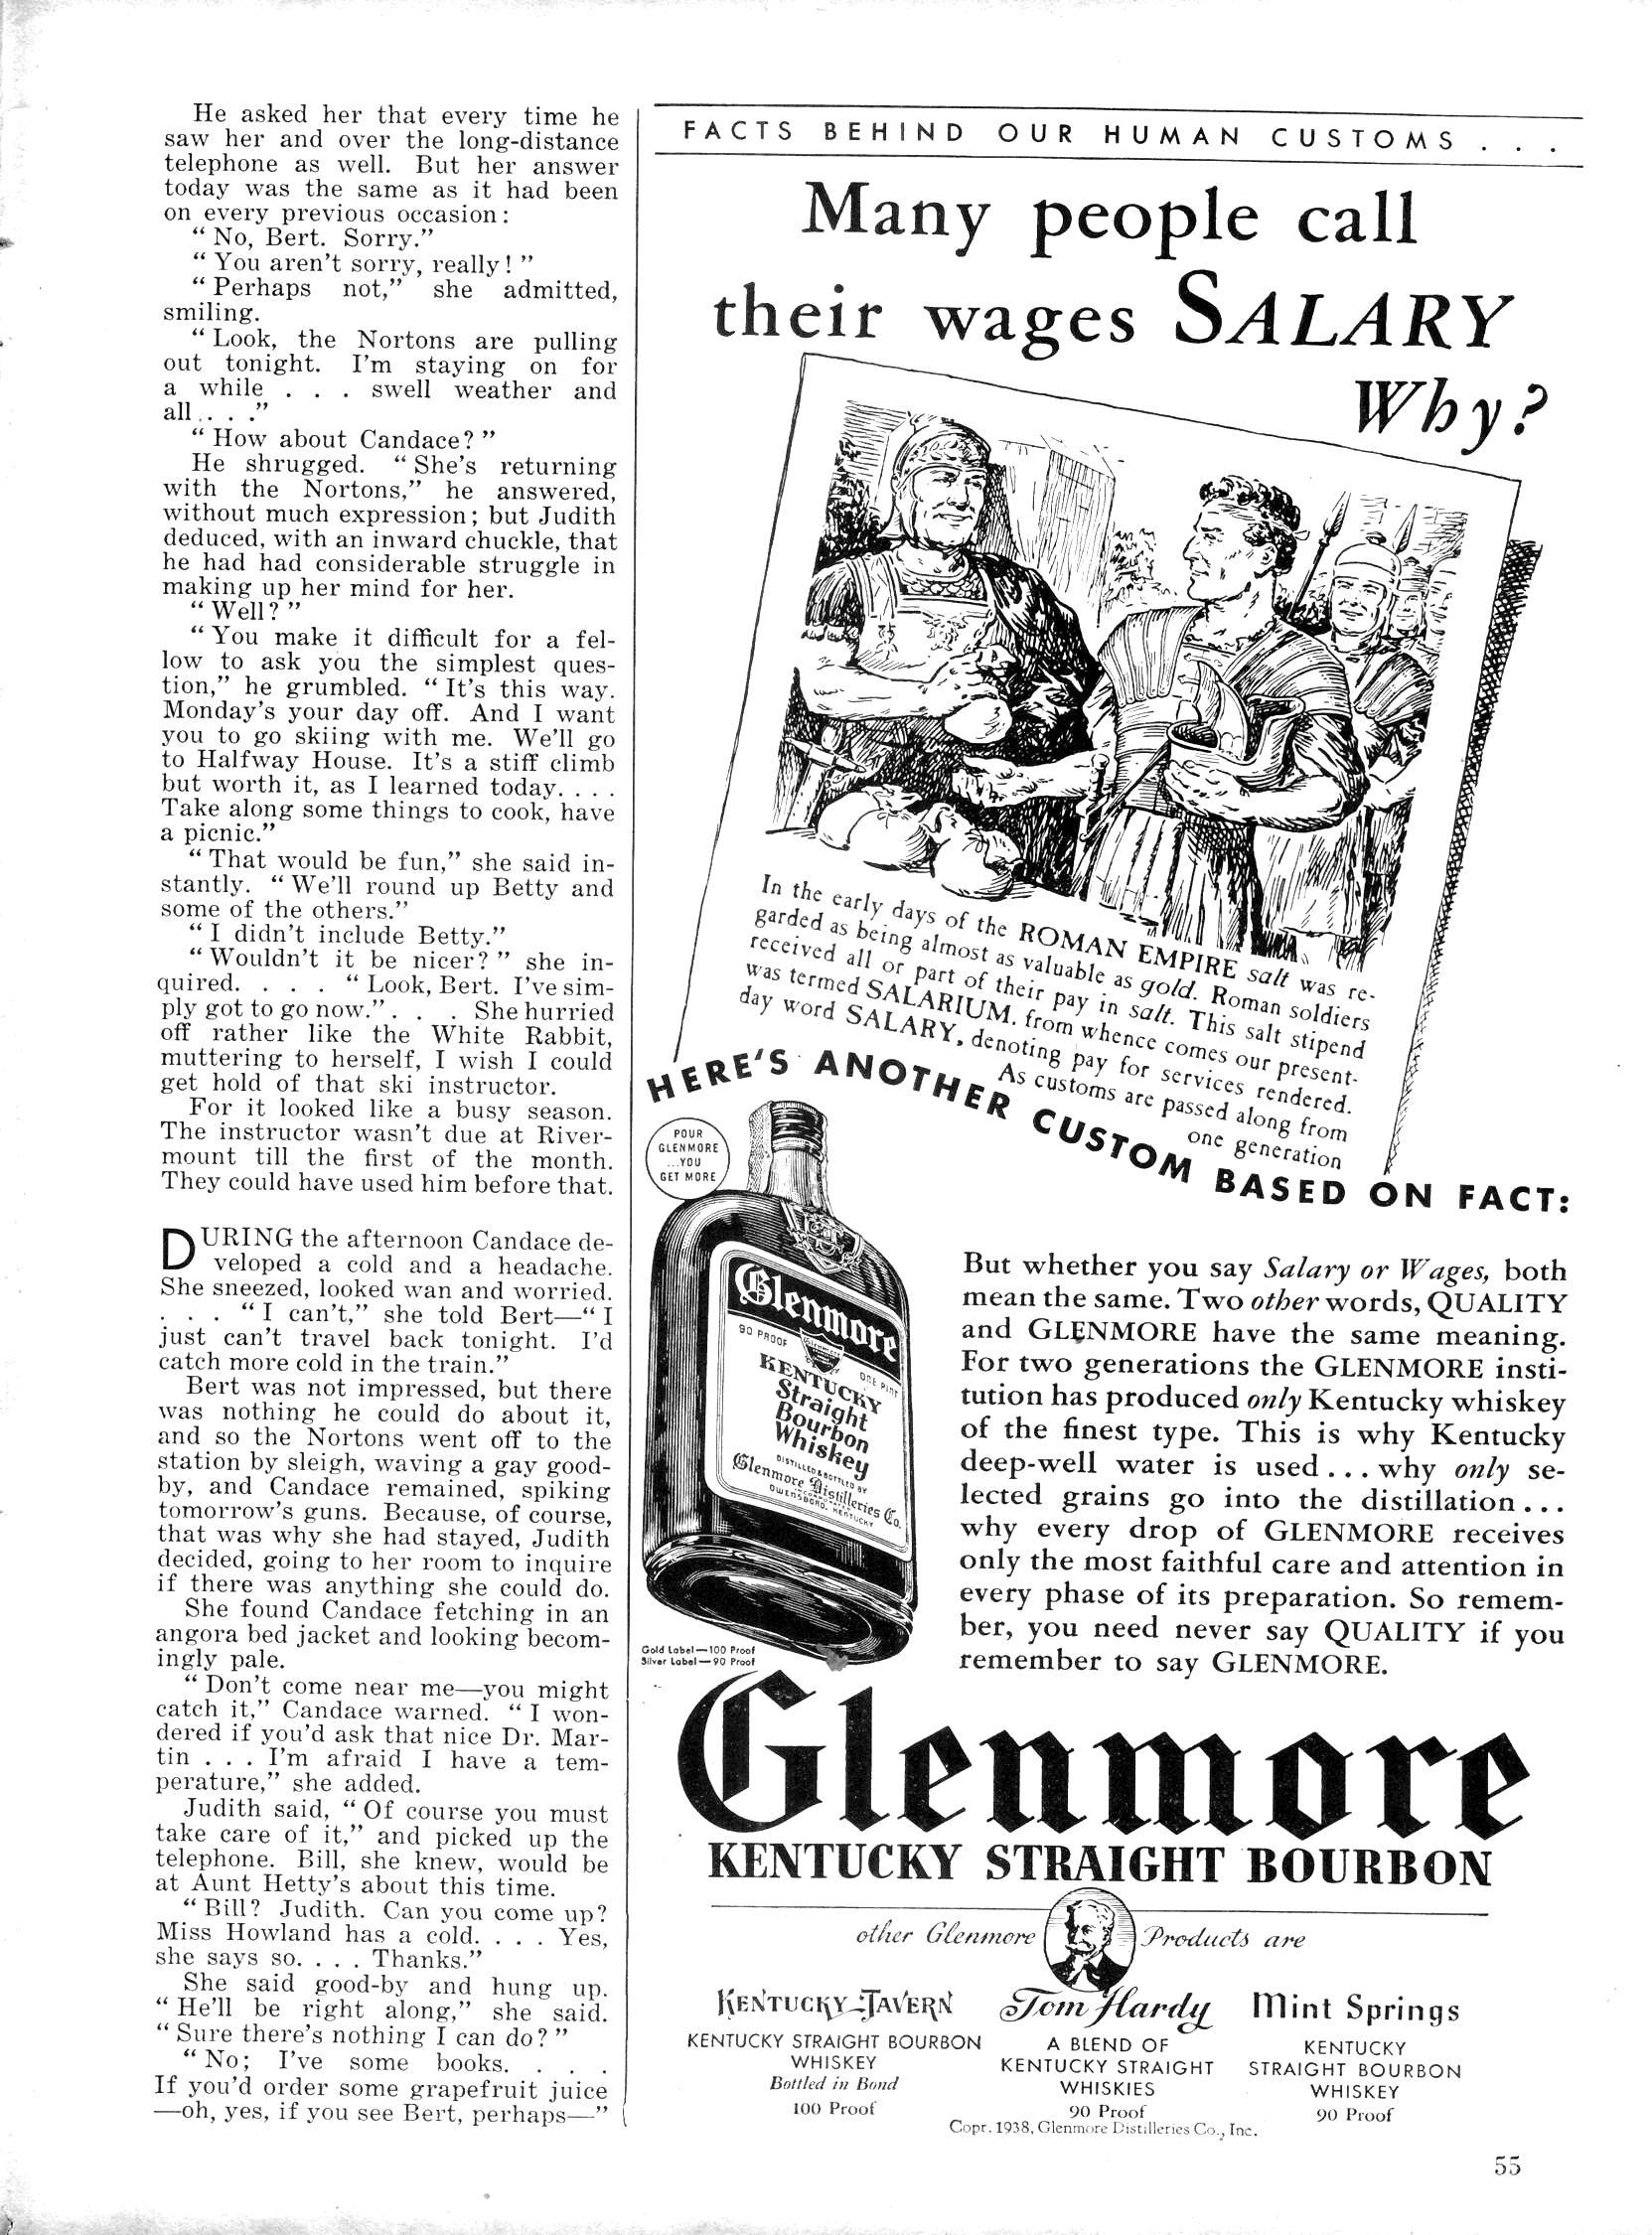 He asked her that every time he
saw her and over the long-distance
telephone as well. But her answer
today was the same as it had been
on every previous occasion:
“No, Bert. Sorry.”
“You aren't sorry, really!”
“Perhaps not,” she admitted,
smiling.
“Look, the Nortons are pulling
out tonight. I'm staying on for
a while . . . swell weather and
all. . . .”
“How about Candace?”
He shrugged. “She's returning
with the Nortons,” he answered,
without much expression; but Judith
deduced, with an inward chuckle, that
he had had considerable struggle in
making up her mind for her.
“Well?”
“You make it difficult for a fel-
low to ask you the simplest ques-
tion,” he grumbled. “It's this way.
Monday's your day off. And I want
you to go skiing with me. We'll go
to Halfway House. It's a stiff climb
but worth it, as I learned today. . . .
Take along some things to cook, have
a picnic.”
“That would be fun,” she said in-
stantly. “We'll round up Betty and
some of the others.”
“I didn't include Betty.”
“Wouldn't it be nicer?” she in-
quired. . . . “Look, Bert. I've sim-
ply got to go now.”. . . She hurried
off rather like the White Rabbit,
muttering to herself, I wish I could
get hold of that ski instructor.
For it looked like a busy season.
The instructor wasn't due at River-
mount till the first of the month.
They could have used him before that.
DURING the afternoon Candace de-
veloped a cold and a headache.
She sneezed, looked wan and worried.
. . . “I can't,” she told Bert—“I
just can't travel back tonight. I'd
catch more cold in the train.”
Bert was not impressed, but there
was nothing he could do about it,
and so the Nortons went off to the
station by sleigh, waving a gay good-
by, and Candace remained, spiking
tomorrow's guns. Because, of course,
that was why she had stayed, Judith
decided, going to her room to inquire
if there was anything she could do.
She found Candace fetching in an
angora bed jacket and looking becom-
ingly pale.
“Don't come near me—you might
catch it,” Candace warned. “I won-
dered if you'd ask that nice Dr. Mar-
tin . . . I'm afraid I have a tem-
perature,” she added.
Judith said, “Of course you must
take care of it,” and picked up the
telephone. Bill, she knew, would be
at Aunt Hetty's about this time.
“Bill? Judith. Can you come up?
Miss Howland has a cold. . . . Yes,
she says so. . . . Thanks.”
She said good-by and hung up.
“He'll be right along,” she said.
“Sure there's nothing I can do?”
“No; I've some books. . . .
If you'd order some grapefruit juice
—oh, yes, if you see Bert, perhaps—”
FACTS BEHIND OUR HUMAN CUSTOMS . . .
Many people call
their wages SALARY
Why?
In the early days of the ROMAN EMPIRE salt was re-
garded as being almost as valuable as gold. Roman soldiers
received all or part of their pay in salt. This salt stipend
was termed SALARIUM, from whence comes our present-
day word SALARY, denoting pay for services rendered.
As customs are passed along from
one generation
HERE'S ANOTHER CUSTOM BASED ON FACT:
POUR
GLENMORE
...YOU
GET MORE
Glenmore
90 PROOF
ONE PINT
KENTUCKY
Straight
Bourbon
Whiskey
DISTILLED & BOTTLED BY
Glenmore Distilleries Co.
INCORPORATED
OWENSBORO, KENTUCKY
Gold Label—100 Proof
Silver Label—90 Proof
But whether you say Salary or Wages, both
mean the same. Two other words, QUALITY
and GLENMORE have the same meaning.
For two generations the GLENMORE insti-
tution has produced only Kentucky whiskey
of the finest type. This is why Kentucky
deep-well water is used . . . why only se-
lected grains go into the distillation . . .
why every drop of GLENMORE receives
only the most faithful care and attention in
every phase of its preparation. So remem-
ber, you need never say QUALITY if you
remember to say GLENMORE.
Glenmore
KENTUCKY STRAIGHT BOURBON
other Glenmore Products are
KENTUCKY TAVERN
KENTUCKY STRAIGHT BOURBON
WHISKEY
Bottled in Bond
100 Proof
Tom Hardy
A BLEND OF
KENTUCKY STRAIGHT
WHISKIES
90 Proof
Mint Springs
KENTUCKY
STRAIGHT BOURBON
WHISKEY
90 Proof
Copr. 1938, Glenmore Distilleries Co., Inc.
55